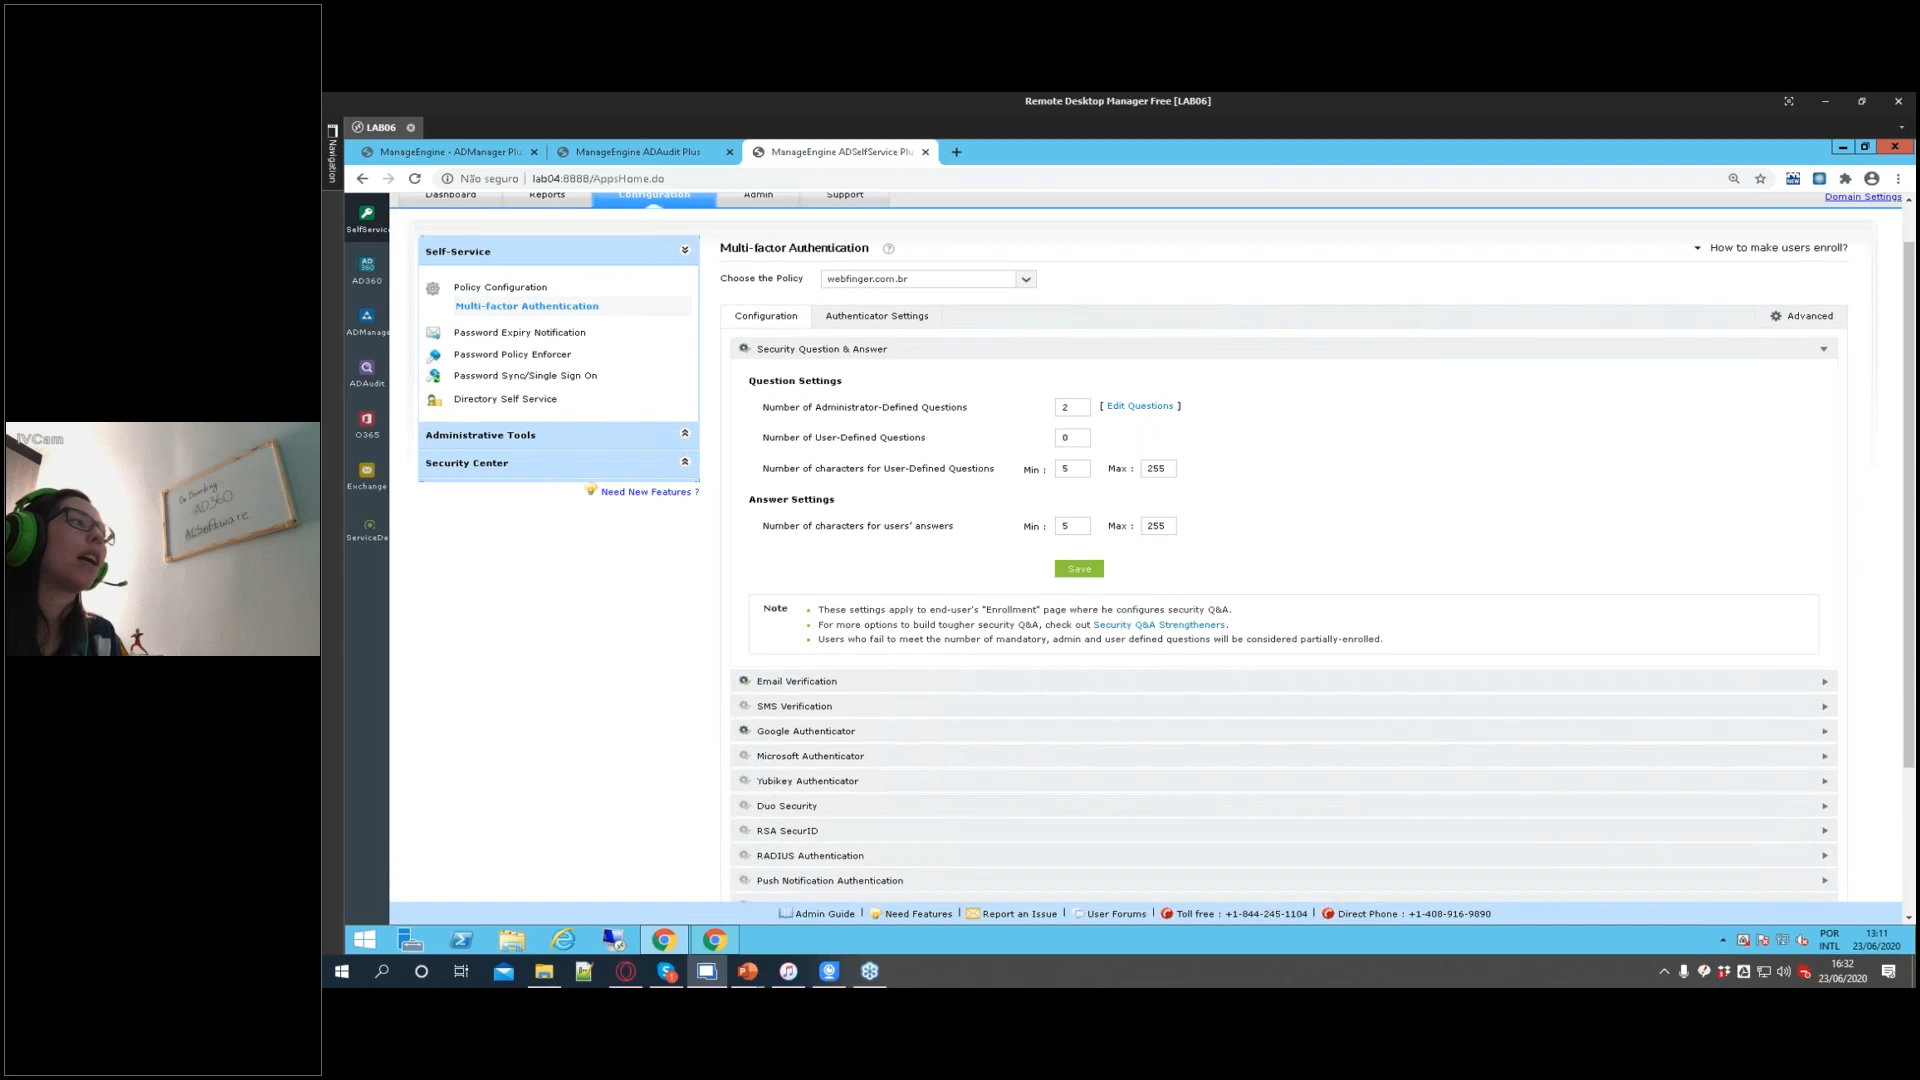 Remote Desktop Manager Free [LAB06]
LAB06
Navigation
ManageEngine - ADManager Plu
ManageEngine ADAudit Plus
ManageEngine ADSelfService Plu
Não seguro | lab04:8888/AppsHome.do
Dashboard
Reports
Configuration
Admin
Support
Domain Settings
SelfService
AD360
ADManage
ADAudit
O365
Exchange
ServiceDe
Self-Service
Policy Configuration
Multi-factor Authentication
Password Expiry Notification
Password Policy Enforcer
Password Sync/Single Sign On
Directory Self Service
Administrative Tools
Security Center
Need New Features ?
Multi-factor Authentication
How to make users enroll?
Choose the Policy
webfinger.com.br
Configuration
Authenticator Settings
Advanced
Security Question & Answer
Question Settings
Number of Administrator-Defined Questions 2 [ Edit Questions ]
Number of User-Defined Questions 0
Number of characters for User-Defined Questions Min : 5 Max : 255
Answer Settings
Number of characters for users' answers Min : 5 Max : 255
Save
Note
These settings apply to end-user's "Enrollment" page where he configures security Q&A.
For more options to build tougher security Q&A, check out Security Q&A Strengtheners.
Users who fail to meet the number of mandatory, admin and user defined questions will be considered partially-enrolled.
Email Verification
SMS Verification
Google Authenticator
Microsoft Authenticator
Yubikey Authenticator
Duo Security
RSA SecurID
RADIUS Authentication
Push Notification Authentication
Admin Guide | Need Features | Report an Issue | User Forums | Toll free : +1-844-245-1104 | Direct Phone : +1-408-916-9890
POR
INTL
13:11
23/06/2020
16:32
23/06/2020
iVCam
On Boarding
AD360
ACSoftware